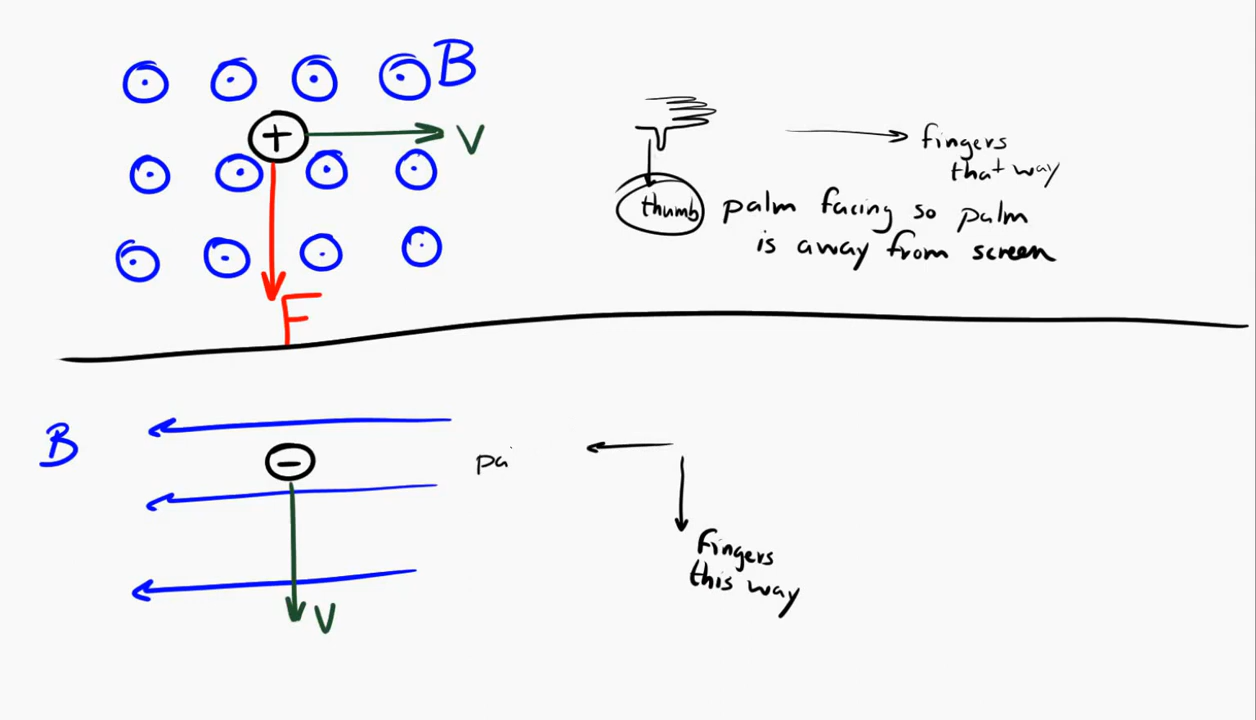 B
+
V
fingers
that way
thumb
palm facing so palm
is away from screen
F
B
−
pa
fingers
this way
V